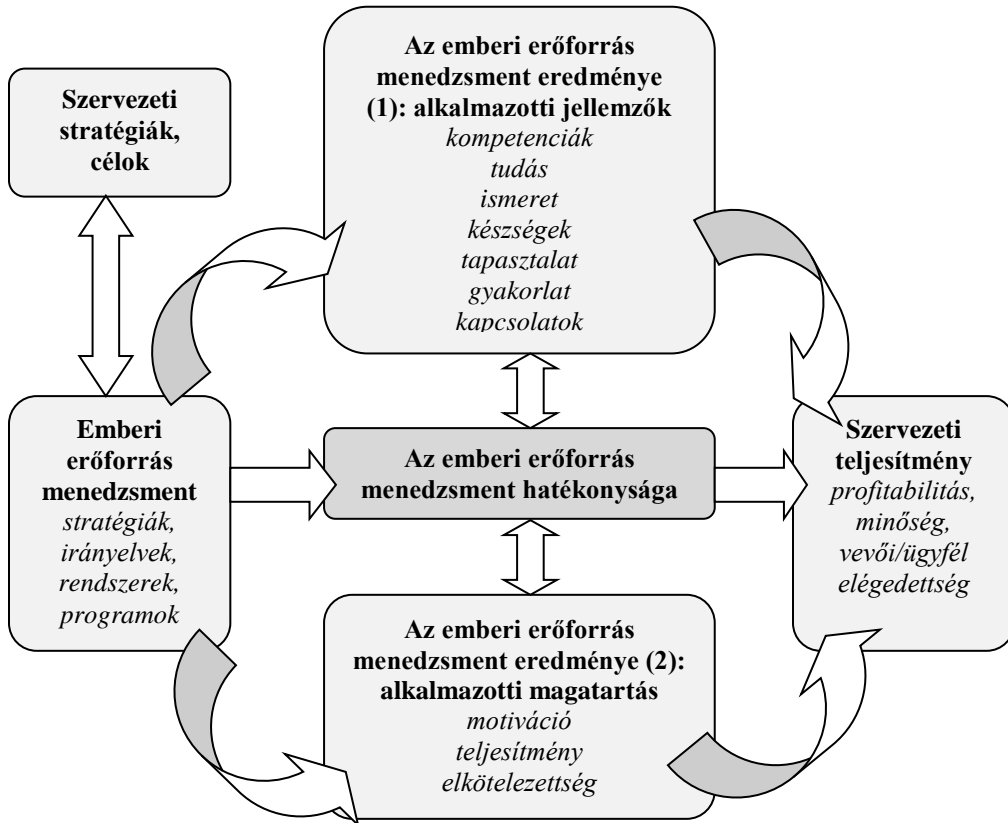 Szervezeti
stratégiák,
célok
Az emberi erőforrás
menedzsment eredménye
(1): alkalmazotti jellemzők
kompetenciák
tudás
ismeret
készségek
tapasztalat
gyakorlat
kapcsolatok
Emberi
erőforrás
menedzsment
stratégiák,
irányelvek,
rendszerek,
programok
Az emberi erőforrás
menedzsment hatékonysága
Szervezeti
teljesítmény
profitabilitás,
minőség,
vevői/ügyfél
elégedettség
Az emberi erőforrás
menedzsment eredménye (2):
alkalmazotti magatartás
motiváció
teljesítmény
elkötelezettség